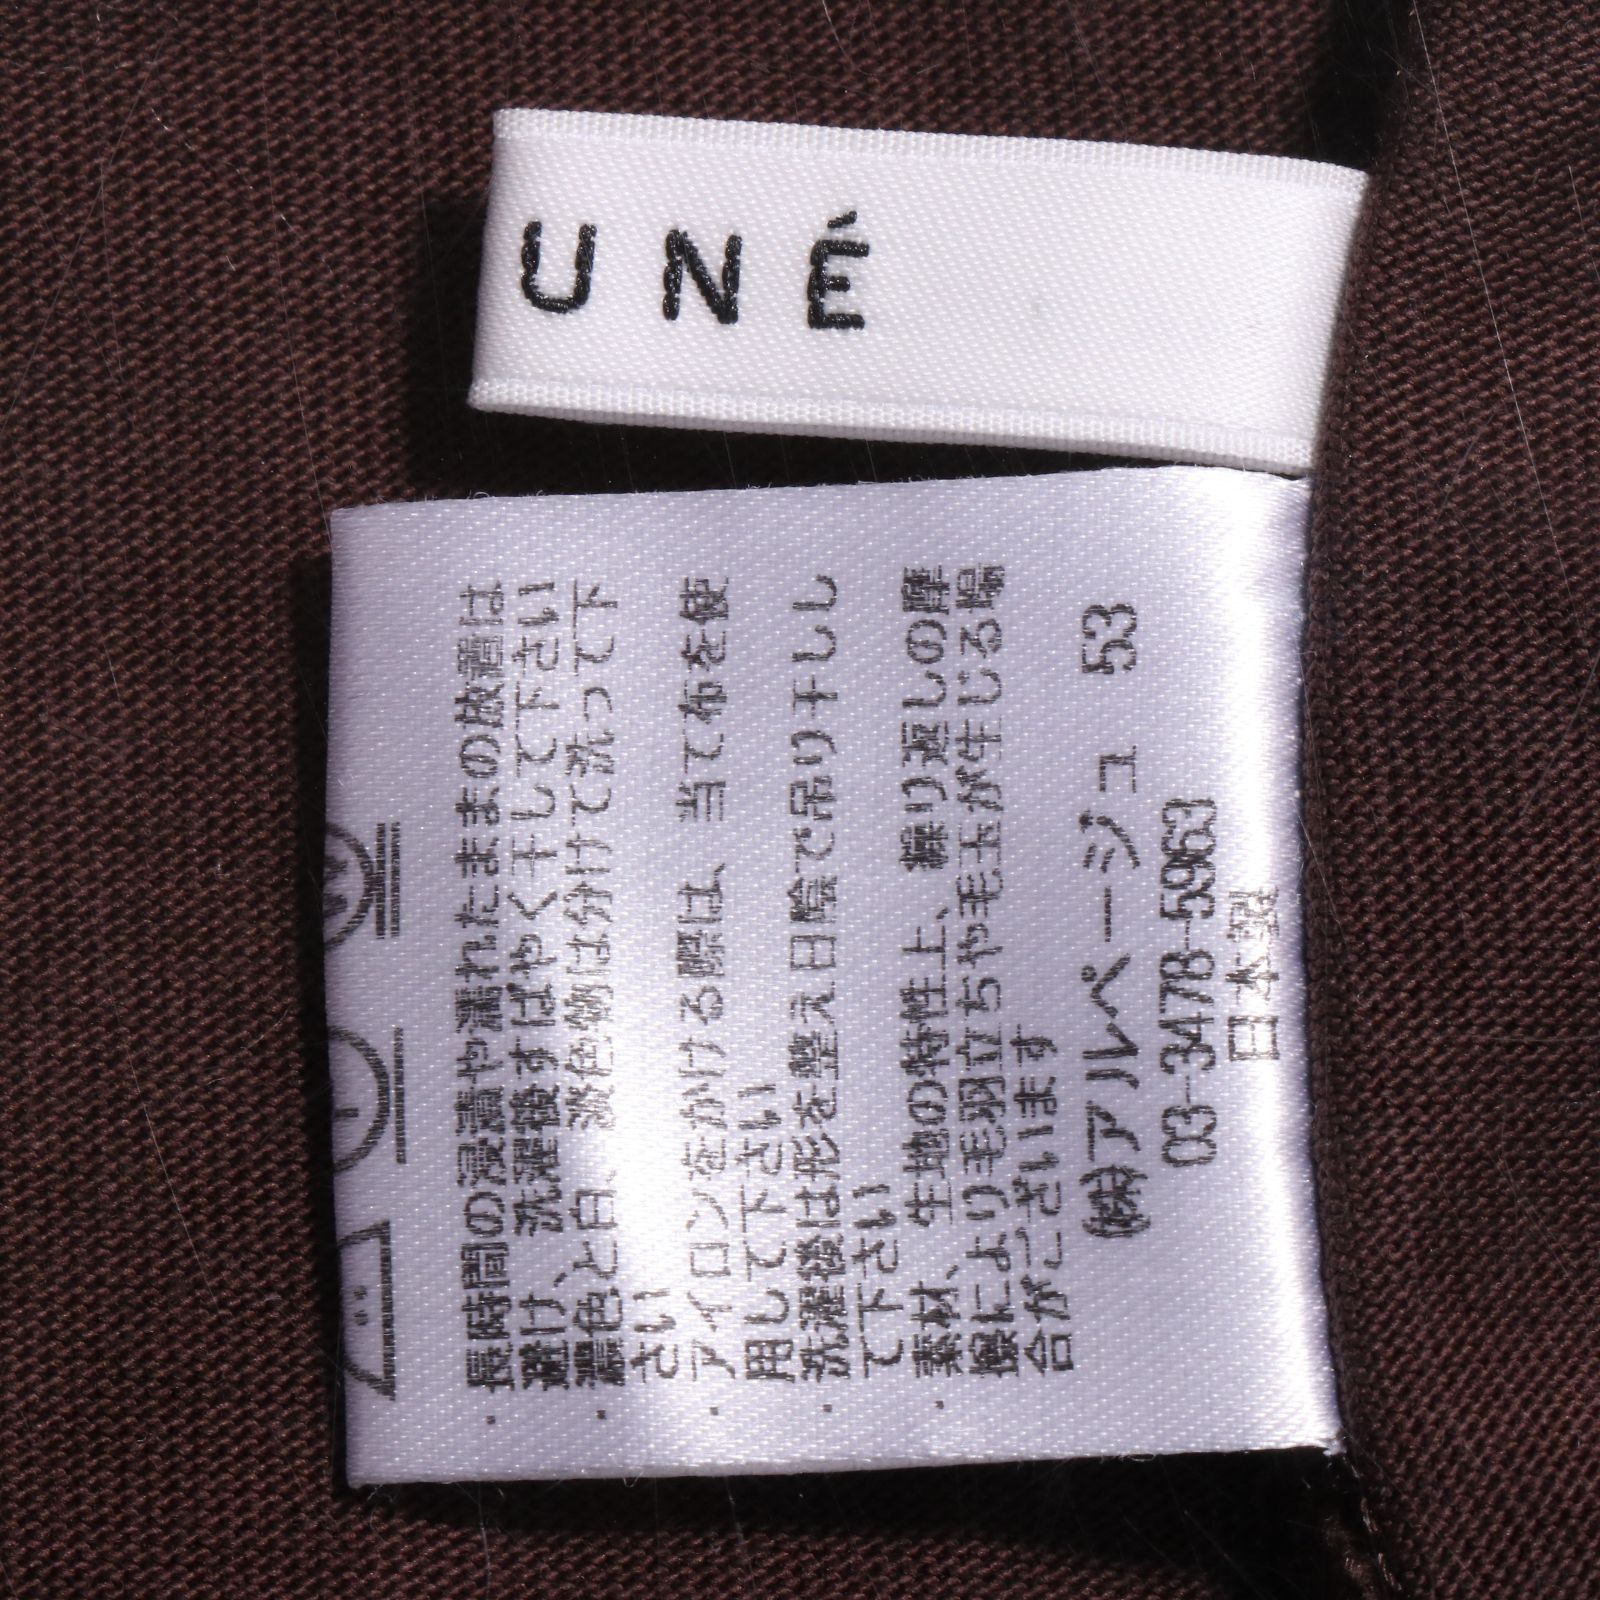 UNÉ
・長時間の浸漬や濡れたままの放置は
避け、洗濯後すばやく干して下さい
・濃色と白、淡色物は分けて洗って下
さい
・アイロンをかける際は、当て布を使
用して下さい
・洗濯後は形を整え日陰で吊り干しし
て下さい
・素材、生地の特性上、繰り返しの摩
擦により毛羽立ちや毛玉が生じる場
合がございます
㈱アルページュ 53
03-3478-5963
日本製